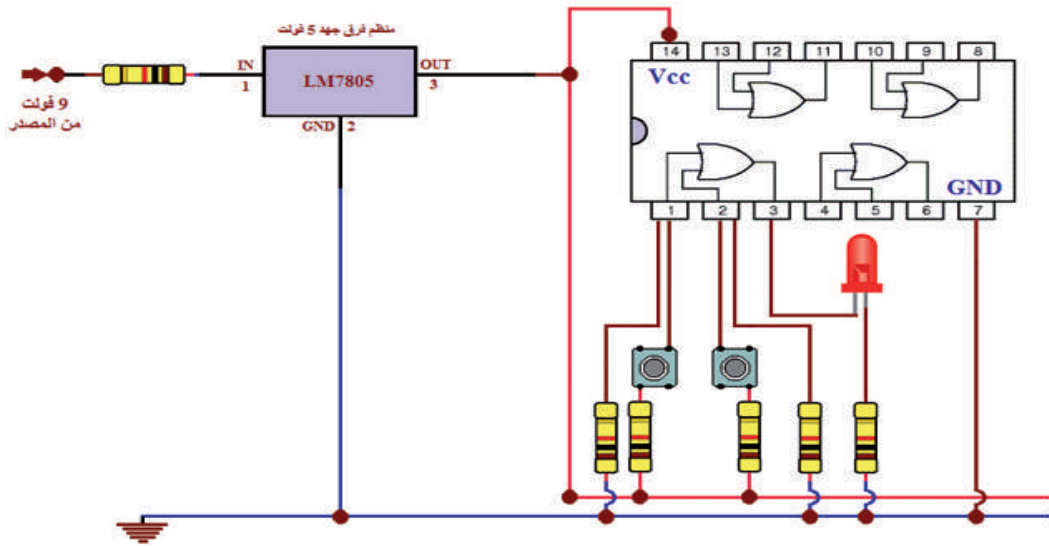 منظم فرق جهد 5 فولت
IN
1
LM7805
OUT
3
GND 2
9 فولت
من المصدر
14 13 12 11 10 9 8
Vcc
GND
1 2 3 4 5 6 7